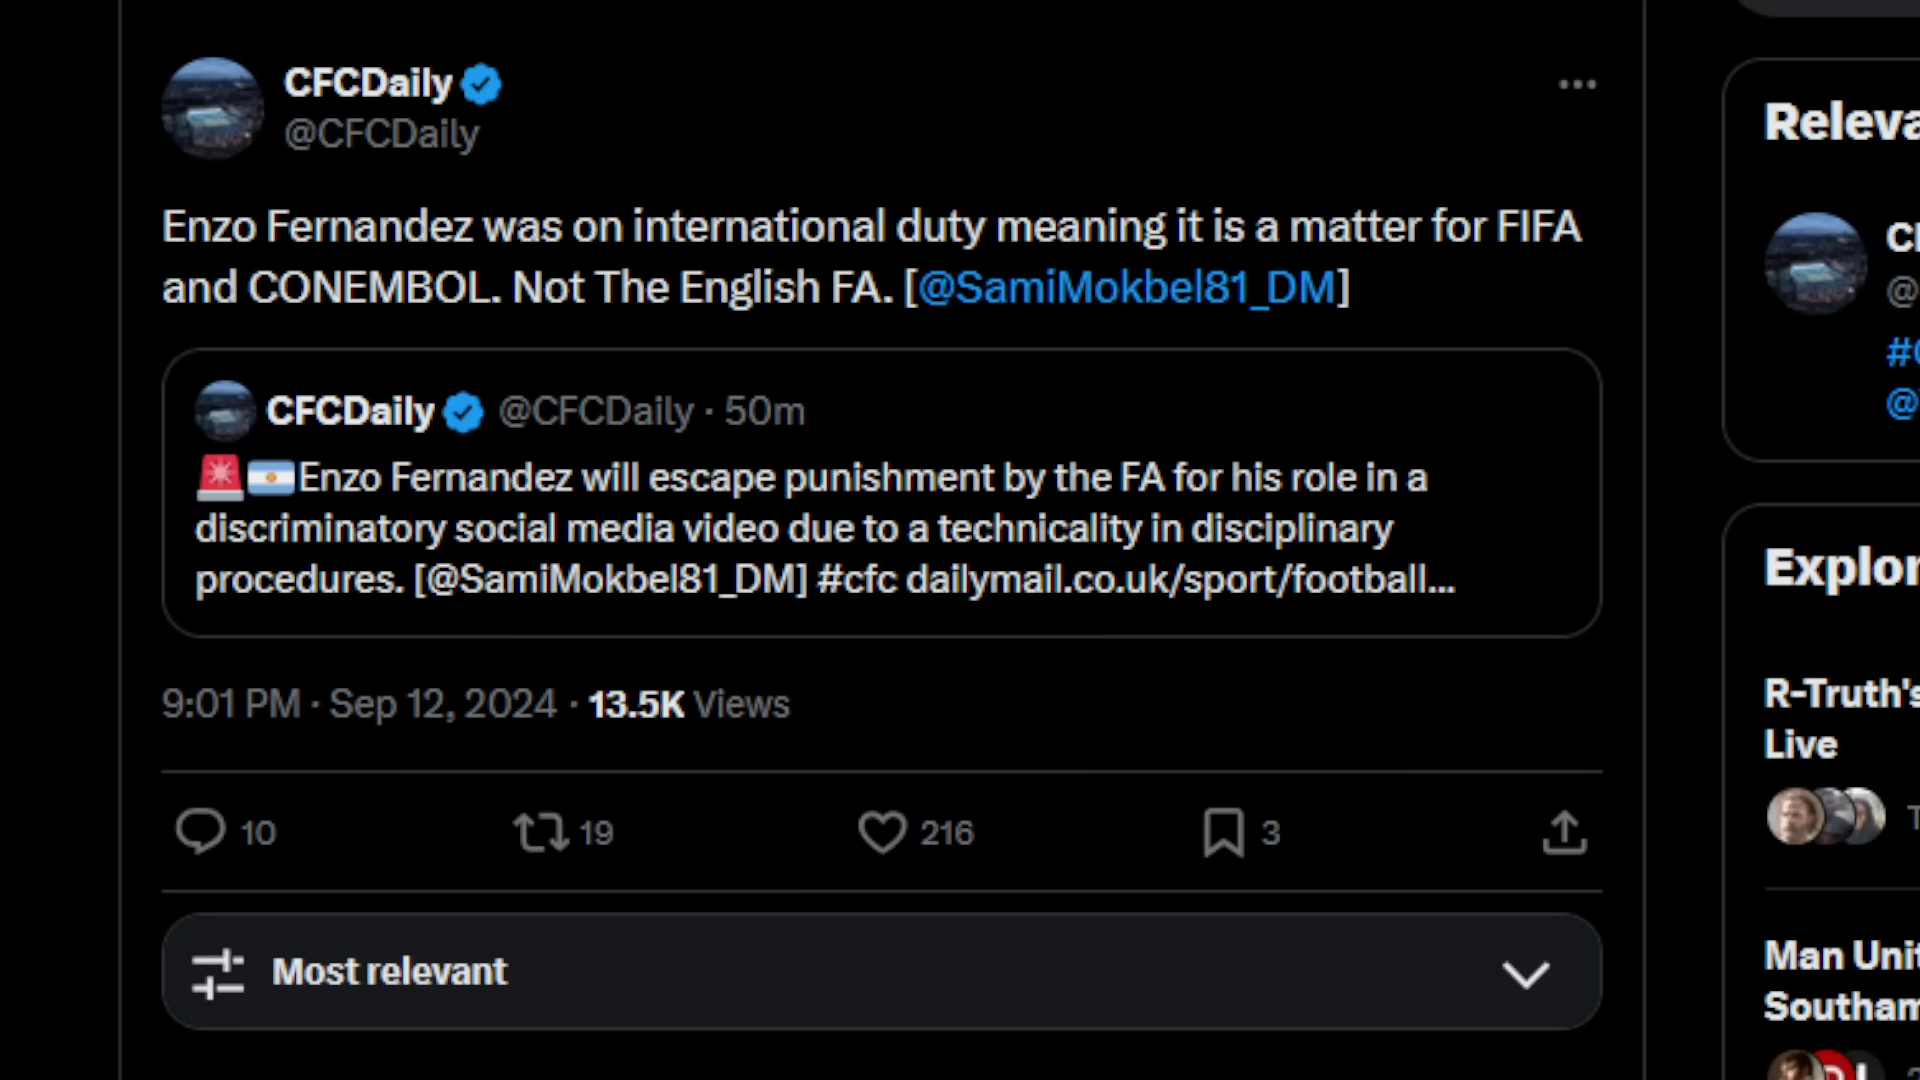 CFCDaily
@CFCDaily
Enzo Fernandez was on international duty meaning it is a matter for FIFA
and CONEMBOL. Not The English FA. [@SamiMokbel81_DM]
CFCDaily @CFCDaily · 50m
🚨🇦🇷Enzo Fernandez will escape punishment by the FA for his role in a
discriminatory social media video due to a technicality in disciplinary
procedures. [@SamiMokbel81_DM] #cfc dailymail.co.uk/sport/football...
9:01 PM · Sep 12, 2024 · 13.5K Views
10 19 216 3
Most relevant
@
#
@
R-Truth's
Live
Man